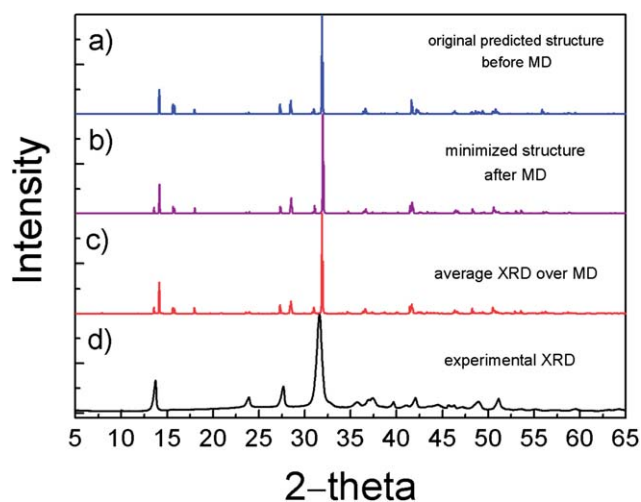 a)
original predicted structure
before MD
b)
minimized structure
after MD
c)
average XRD over MD
d)
experimental XRD
Intensity
5 10 15 20 25 30 35 40 45 50 55 60 65
2–theta